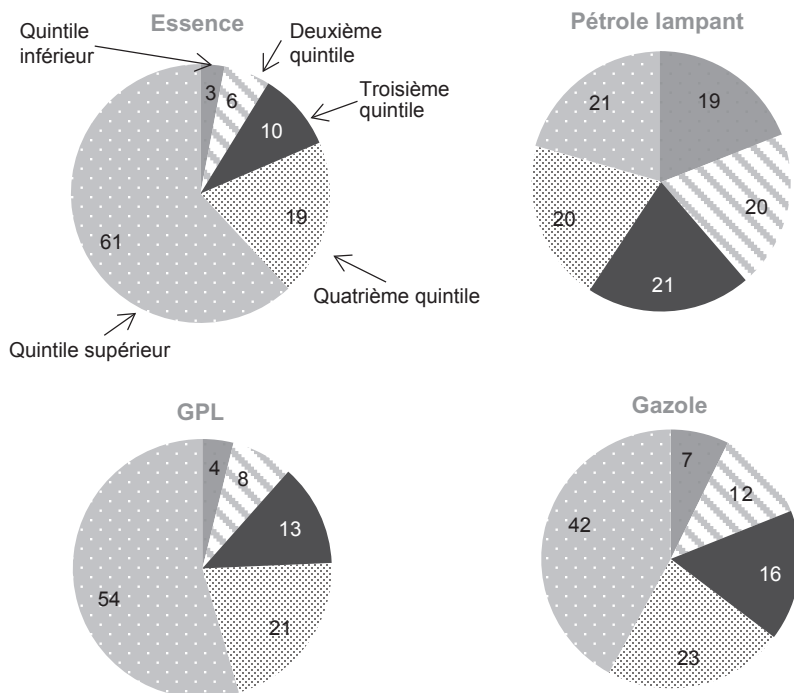 Essence
Quintile
inférieur
Deuxième
quintile
Troisième
quintile
3
6
10
19
61
Quatrième quintile
Quintile supérieur
Pétrole lampant
21
19
20
20
21
GPL
4
8
13
54
21
Gazole
7
12
42
16
23